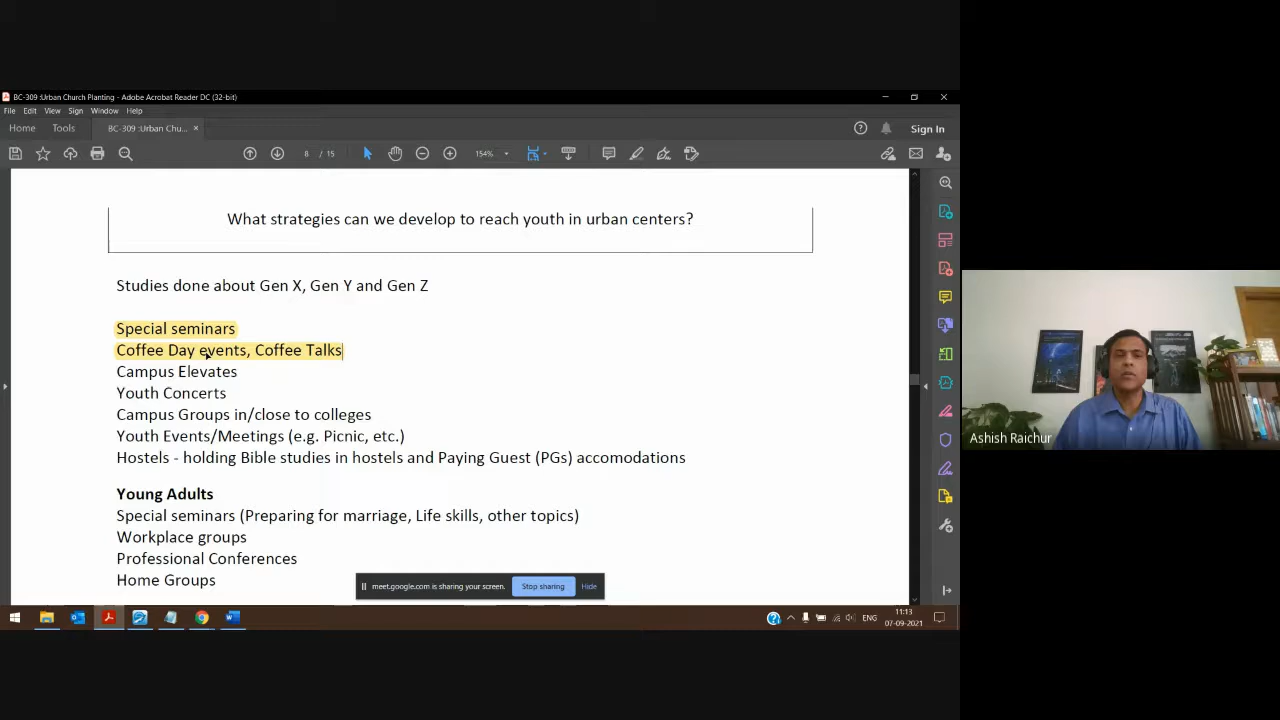 BC-309 :Urban Church Planting - Adobe Acrobat Reader DC (32-bit)
File Edit View Sign Window Help
Home Tools BC-309 :Urban Chu... × Sign In
8 / 15 154%
What strategies can we develop to reach youth in urban centers?
Studies done about Gen X, Gen Y and Gen Z
Special seminars
Coffee Day events, Coffee Talks
Campus Elevates
Youth Concerts
Campus Groups in/close to colleges
Youth Events/Meetings (e.g. Picnic, etc.)
Hostels - holding Bible studies in hostels and Paying Guest (PGs) accomodations
Young Adults
Special seminars (Preparing for marriage, Life skills, other topics)
Workplace groups
Professional Conferences
Home Groups
meet.google.com is sharing your screen. Stop sharing Hide
ENG 11:13
07-09-2021
Ashish Raichur